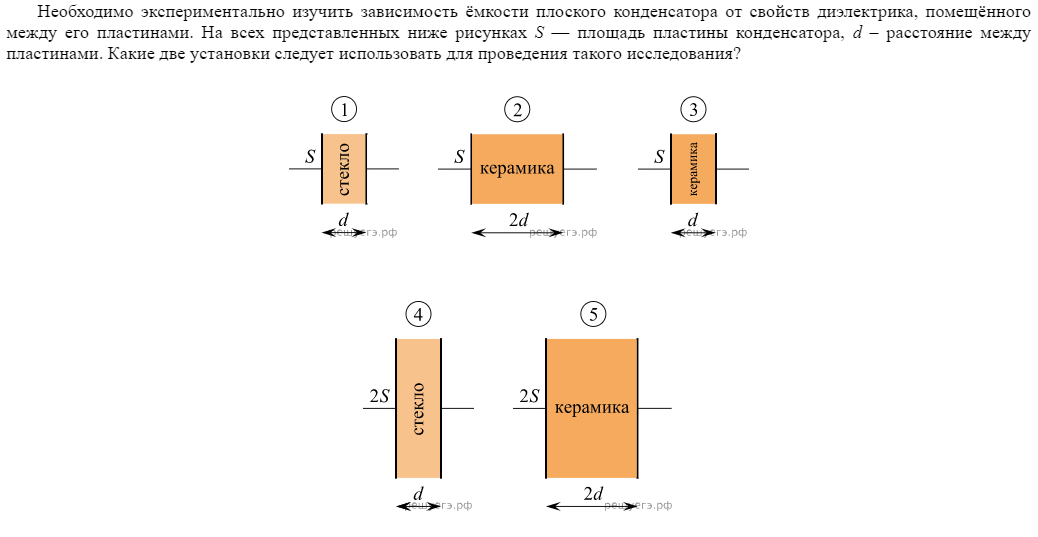 Необходимо экспериментально изучить зависимость ёмкости плоского конденсатора от свойств диэлектрика, помещённого
между его пластинами. На всех представленных ниже рисунках S — площадь пластины конденсатора, d – расстояние между
пластинами. Какие две установки следует использовать для проведения такого исследования?
1 2 3
S стекло S керамика S керамика
d 2d d
решуегэ.рф решуегэ.рф решуегэ.рф
4 5
2S стекло 2S керамика
d 2d
решуегэ.рф решуегэ.рф